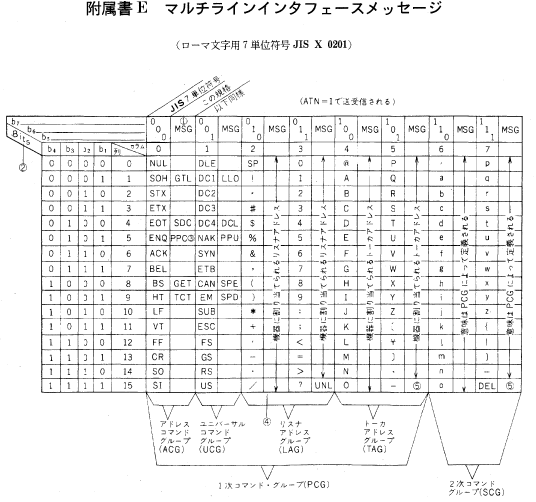 附属書 E マルチラインインタフェースメッセージ
(ローマ文字用7単位符号 JIS X 0201)
JIS 7単位符号
この規格
以下同様
(ATN=1で送受信される)
b7 0 0 0 0 1 1 1 1
b6 0 0 1 1 0 0 1 1
b5 0 MSG 1 MSG 0 MSG 1 MSG 0 MSG 1 MSG 0 MSG 1 MSG
①
Bits
②
b4 b3 b2 b1 列 コラム 0 1 2 3 4 5 6 7
0 0 0 0 0 NUL DLE SP 0 @ P p
0 0 0 1 1 SOH GTL DC1 LLO ! 1 A Q a q
0 0 1 0 2 STX DC2 2 B R b r
0 0 1 1 3 ETX DC3 # 3 C S c s
0 1 0 0 4 EOT SDC DC4 DCL $ 4 D T d t
0 1 0 1 5 ENQ PPC③ NAK PPU % 5 E U e u
0 1 1 0 6 ACK SYN & 6 F V f v
0 1 1 1 7 BEL ETB 7 G W g w
1 0 0 0 8 BS GET CAN SPE ( 8 H X h x
1 0 0 1 9 HT TCT EM SPD ) 9 I Y i y
1 0 1 0 10 LF SUB * : J Z j z
1 0 1 1 11 VT ESC + ; K [ k {
1 1 0 0 12 FF FS < L ¥ l |
1 1 0 1 13 CR GS − = M ] m }
1 1 1 0 14 SO RS . > N n
1 1 1 1 15 SI US / ? UNL O − ⑤ o DEL ⑤
機器に割り当てられるリスナアドレス
機器に割り当てられるリスナアドレス
機器に割り当てられるトーカアドレス
機器に割り当てられるトーカアドレス
意味はPCGによって定義される
意味はPCGによって定義される
④
アドレス
コマンド
グループ
(ACG)
ユニバーサル
コマンド
グループ
(UCG)
リスナ
アドレス
グループ
(LAG)
トーカ
アドレス
グループ
(TAG)
1次コマンド・グループ(PCG)
2次コマンド
グループ(SCG)